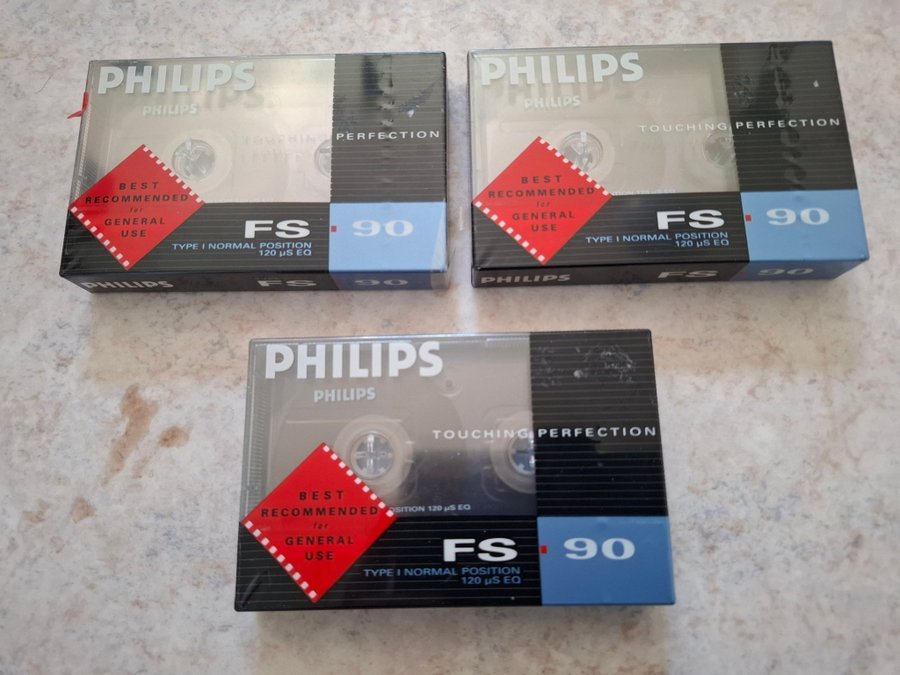 PHILIPS
PHILIPS
PERFECTION
BEST
RECOMMENDED
for
GENERAL
USE
FS 90
TYPE I NORMAL POSITION
120 µS EQ
PHILIPS FS 90
PHILIPS
PHILIPS
TOUCHING PERFECTION
BEST
RECOMMENDED
for
GENERAL
USE
FS 90
TYPE I NORMAL POSITION
120 µS EQ
PHILIPS FS 90
PHILIPS
PHILIPS
TOUCHING PERFECTION
BEST
RECOMMENDED
for
GENERAL
USE
OSITION 120 µS EQ
FS 90
TYPE I NORMAL POSITION
120 µS EQ